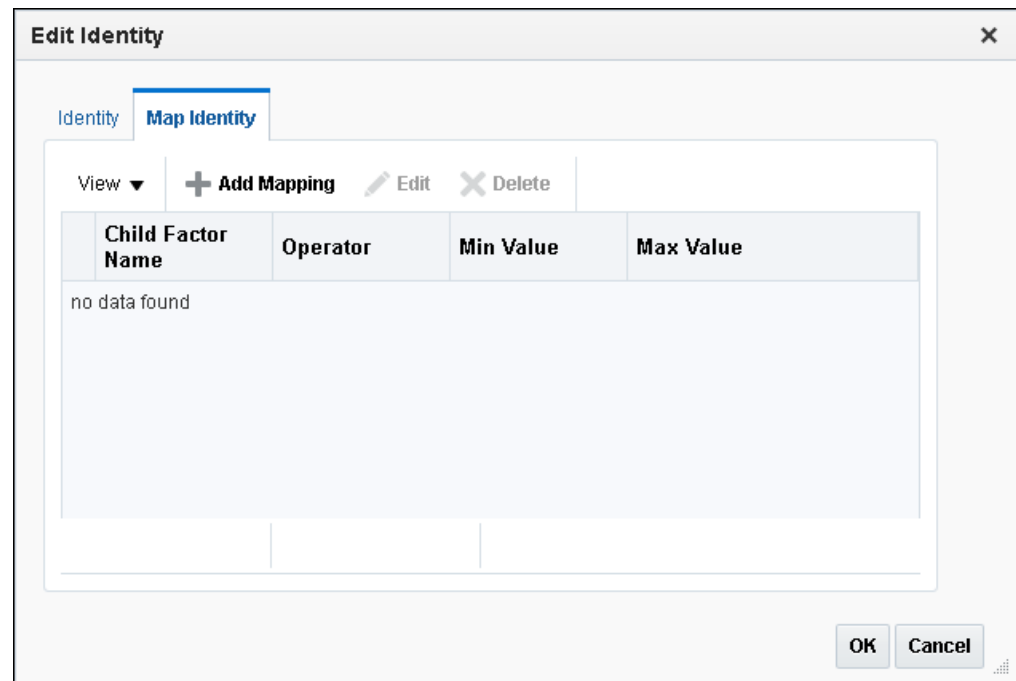 Edit Identity
Identity Map Identity
View Add Mapping Edit Delete
Child Factor Name Operator Min Value Max Value
no data found
OK Cancel